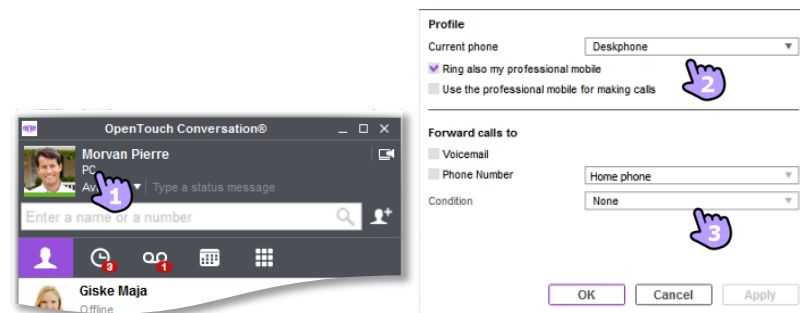 OpenTouch Conversation®
Morvan Pierre
PC
1
Type a status message
Enter a name or a number
3
1
Giske Maja
Offline
Profile
Current phone Deskphone
Ring also my professional mobile
2
Use the professional mobile for making calls
Forward calls to
Voicemail
Phone Number Home phone
Condition None
3
OK Cancel Apply